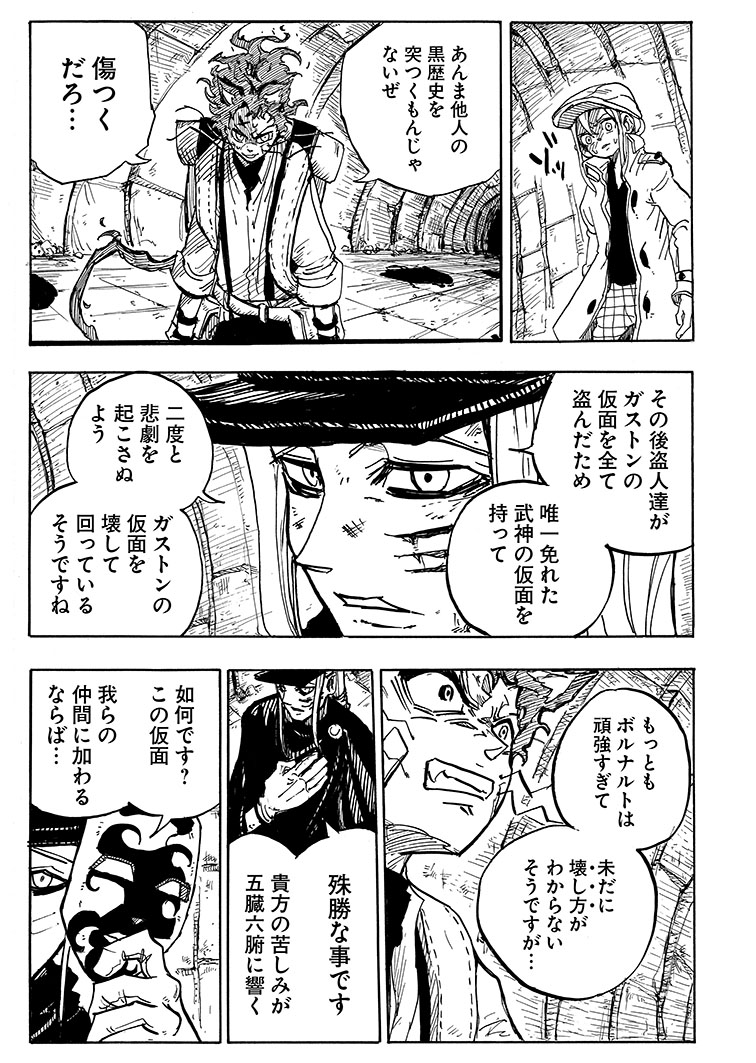 ゾッ
あんま他人の
黒歴史を
突つくもんじゃ
ないぜ
傷つく
だろ…
その後盗人達が
ガストンの
仮面を全て
盗んだため
唯一免れた
武神の仮面を
持って
二度と
悲劇を
起こさぬ
よう
ガストンの
仮面を
壊して
回っている
そうですね
もっとも
ボルナルトは
頑強すぎて
未だに
壊し方が
わからない
そうですが…
殊勝な事です
貴方の苦しみが
五臓六腑に響く
如何です?
この仮面
我らの
仲間に加わる
ならば…